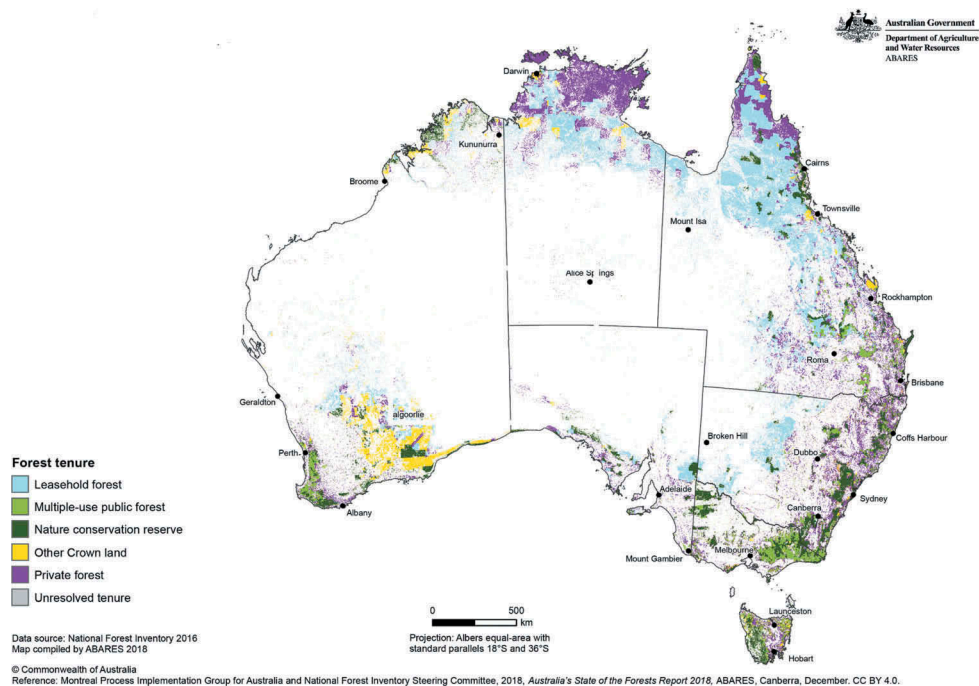 Australian Government
Department of Agriculture
and Water Resources
ABARES
Darwin
Kununurra
Broome
Cairns
Townsville
Mount Isa
Alice Sp ings
Rockhampton
Roma
Brisbane
Geraldton
algoorlie
Broken Hill
Coffs Harbour
Perth
Dubbo
Adelaide
Sydney
Albany
Canberra
Mount Gambier
Melbourne
Launceston
Hobart
Forest tenure
Leasehold forest
Multiple-use public forest
Nature conservation reserve
Other Crown land
Private forest
Unresolved tenure
0 500
km
Projection: Albers equal-area with
standard parallels 18°S and 36°S
Data source: National Forest Inventory 2016
Map compiled by ABARES 2018
© Commonwealth of Australia
Reference: Montreal Process Implementation Group for Australia and National Forest Inventory Steering Committee, 2018, Australia's State of the Forests Report 2018, ABARES, Canberra, December. CC BY 4.0.